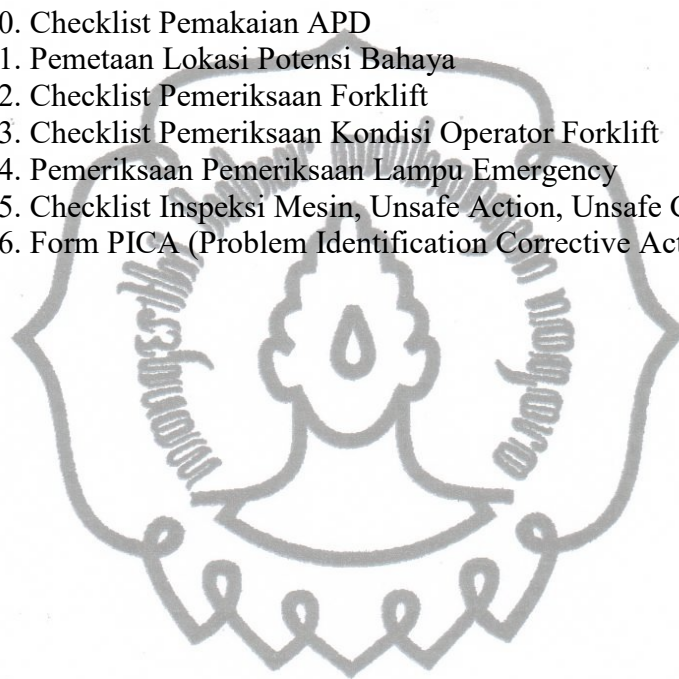 0. Checklist Pemakaian APD
1. Pemetaan Lokasi Potensi Bahaya
2. Checklist Pemeriksaan Forklift
3. Checklist Pemeriksaan Kondisi Operator Forklift
4. Pemeriksaan Pemeriksaan Lampu Emergency
5. Checklist Inspeksi Mesin, Unsafe Action, Unsafe
6. Form PICA (Problem Identification Corrective